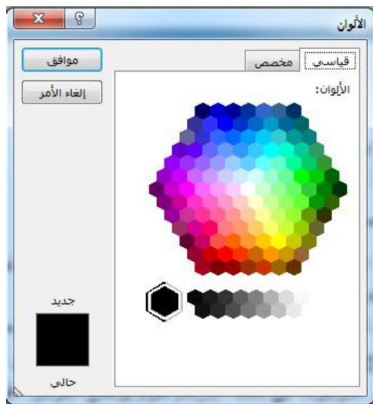 الألوان
قياسي
مخصص
موافق
إلغاء الأمر
الألوان:
جديد
حالي